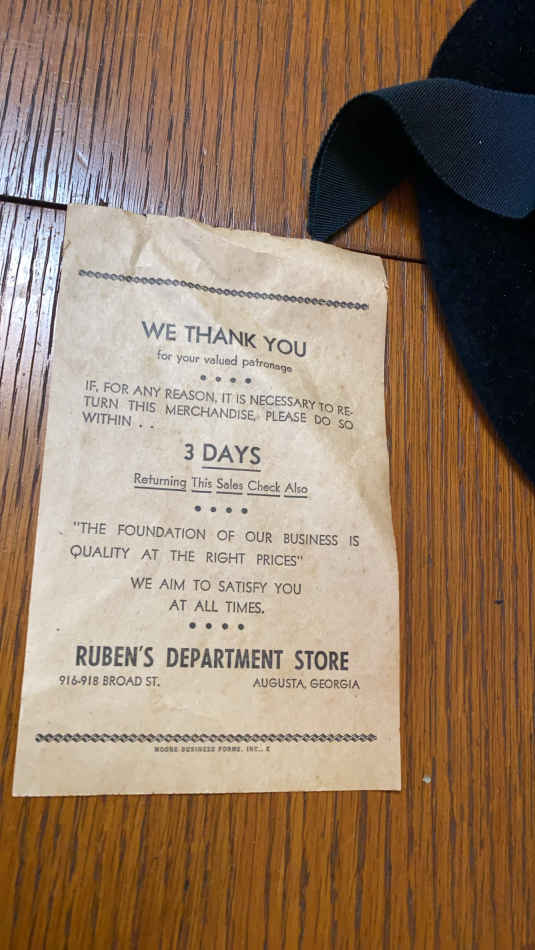 WE THANK YOU
for your valued patronage
IF, FOR ANY REASON, IT IS NECESSARY TO RE-
TURN THIS MERCHANDISE, PLEASE DO SO
WITHIN . .
3 DAYS
Returning This Sales Check Also
"THE FOUNDATION OF OUR BUSINESS IS
QUALITY AT THE RIGHT PRICES"
WE AIM TO SATISFY YOU
AT ALL TIMES.
RUBEN'S DEPARTMENT STORE
916-918 BROAD ST. AUGUSTA, GEORGIA
MOORE BUSINESS FORMS, INC., K